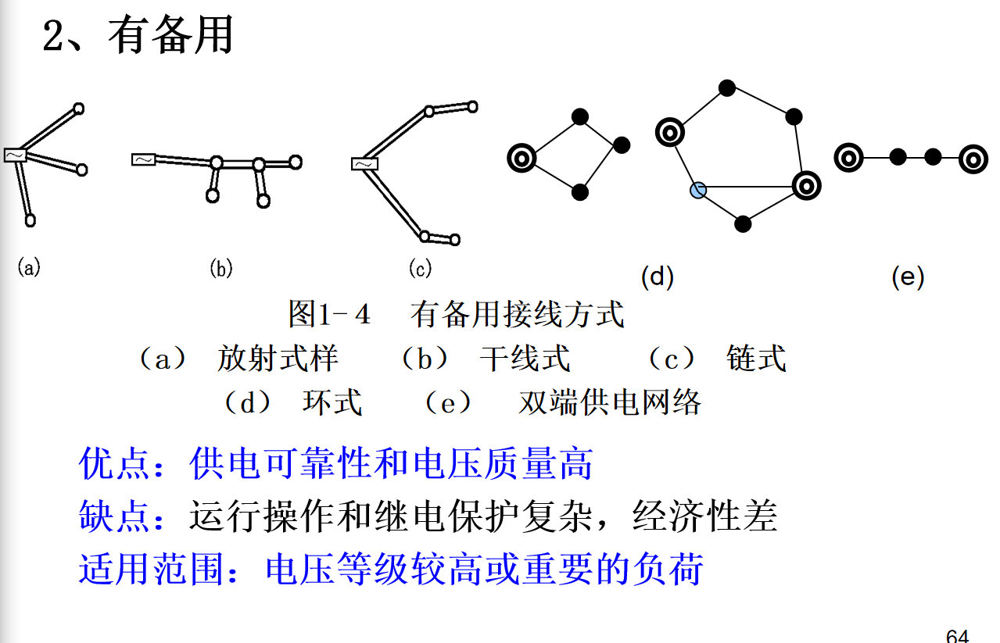 2、有备用
(a) (b) (c) (d) (e)
图1-4 有备用接线方式
（a） 放射式样 （b） 干线式 （c） 链式
（d） 环式 （e） 双端供电网络
优点：供电可靠性和电压质量高
缺点：运行操作和继电保护复杂，经济性差
适用范围：电压等级较高或重要的负荷
64